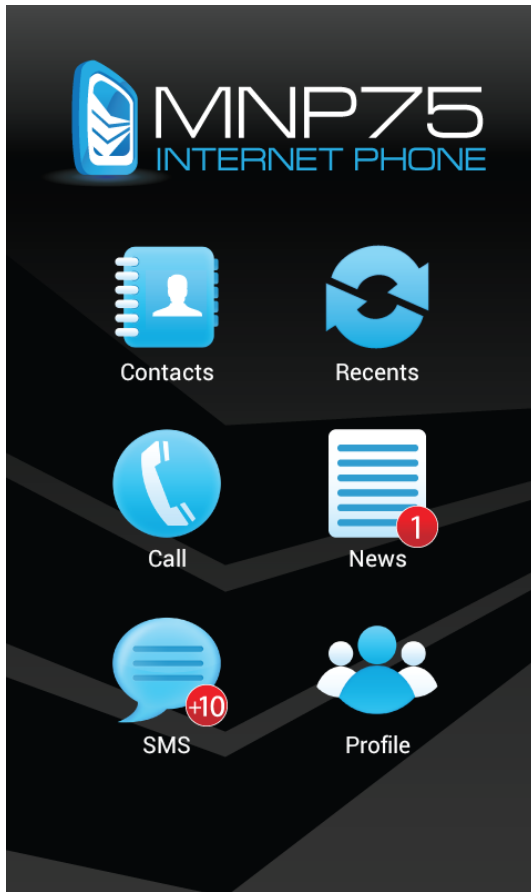 MNP75
INTERNET PHONE
Contacts
Recents
Call
News
1
SMS
+10
Profile